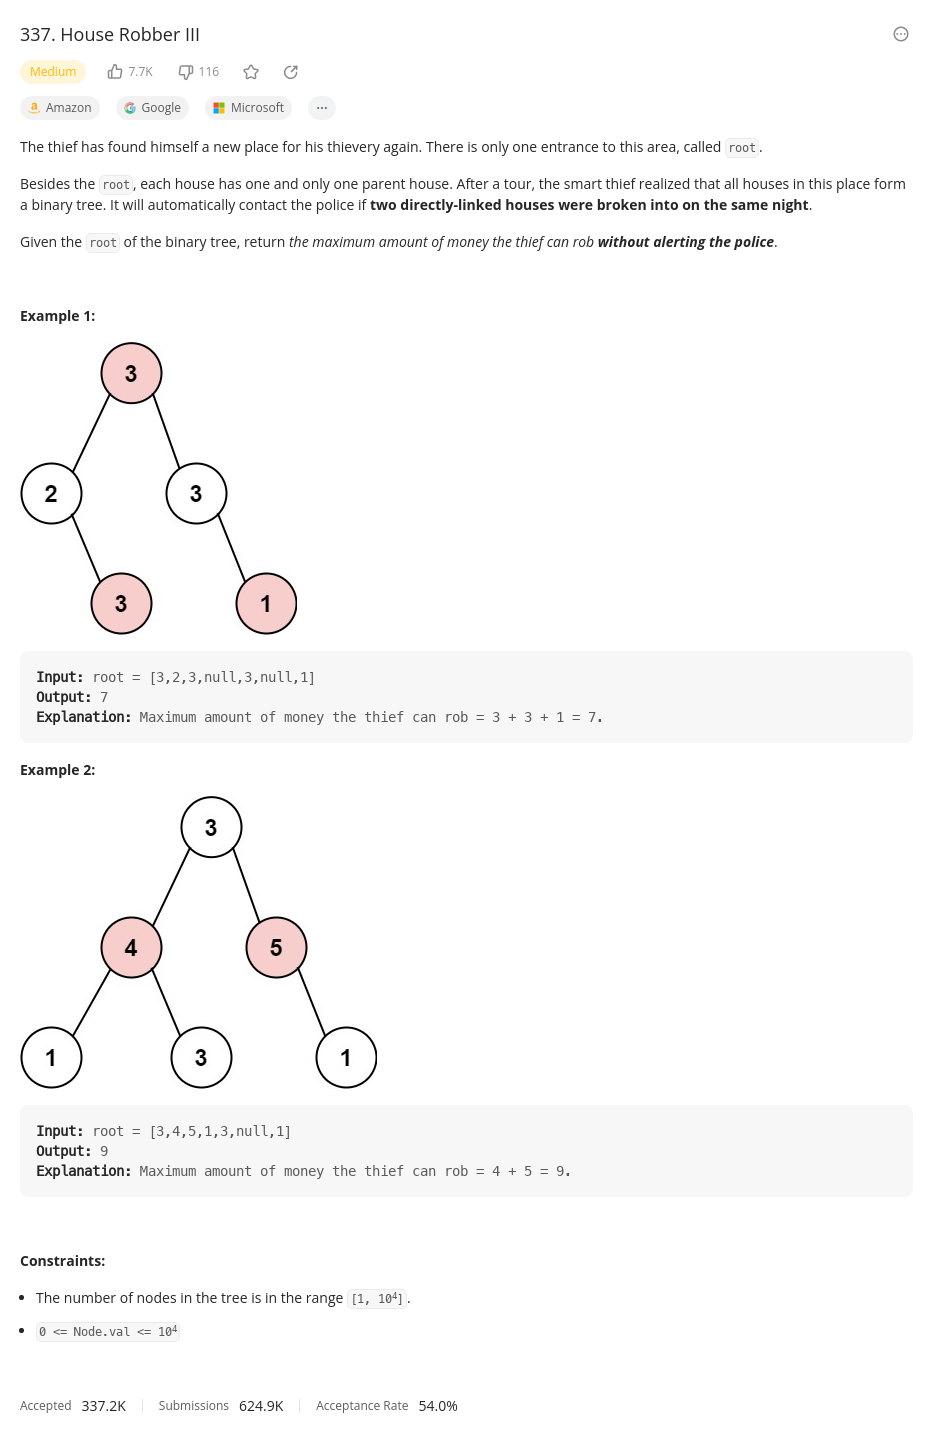 337. House Robber III
Medium 7.7K 116
Amazon Google Microsoft ...
The thief has found himself a new place for his thievery again. There is only one entrance to this area, called root.
Besides the root, each house has one and only one parent house. After a tour, the smart thief realized that all houses in this place form
a binary tree. It will automatically contact the police if two directly-linked houses were broken into on the same night.
Given the root of the binary tree, return the maximum amount of money the thief can rob without alerting the police.
Example 1:
3
2 3
3 1
Input: root = [3,2,3,null,3,null,1]
Output: 7
Explanation: Maximum amount of money the thief can rob = 3 + 3 + 1 = 7.
Example 2:
3
4 5
1 3 1
Input: root = [3,4,5,1,3,null,1]
Output: 9
Explanation: Maximum amount of money the thief can rob = 4 + 5 = 9.
Constraints:
• The number of nodes in the tree is in the range [1, 10⁴].
• 0 <= Node.val <= 10⁴
Accepted 337.2K Submissions 624.9K Acceptance Rate 54.0%